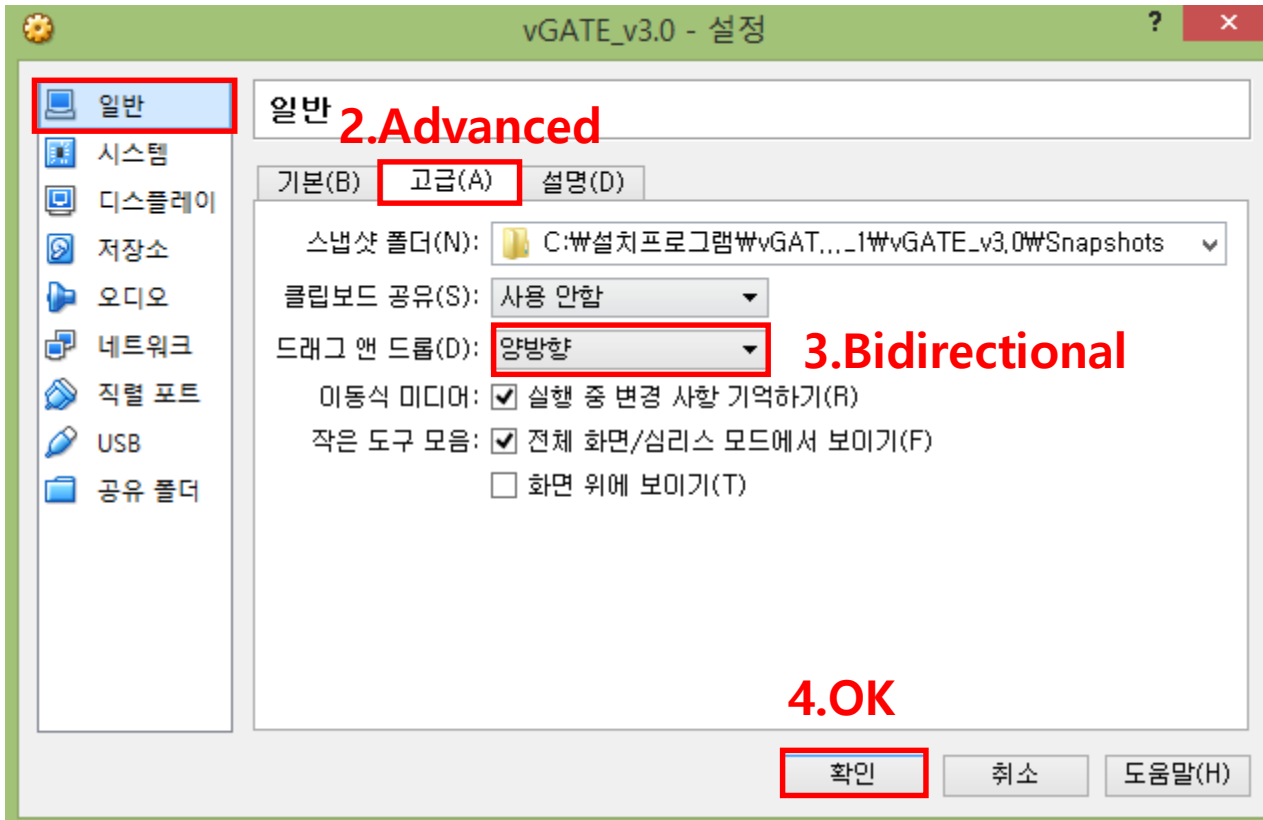 vGATE_v3.0 - 설정
?
일반
시스템
디스플레이
저장소
오디오
네트워크
직렬 포트
USB
공유 폴더
일반
2.Advanced
기본(B) 고급(A) 설명(D)
스냅샷 폴더(N): C:₩설치프로그램₩vGAT..._1₩vGATE_v3.0₩Snapshots
클립보드 공유(S): 사용 안함
드래그 앤 드롭(D): 양방향 3.Bidirectional
이동식 미디어: 실행 중 변경 사항 기억하기(R)
작은 도구 모음: 전체 화면/심리스 모드에서 보이기(F)
화면 위에 보이기(T)
4.OK
확인 취소 도움말(H)